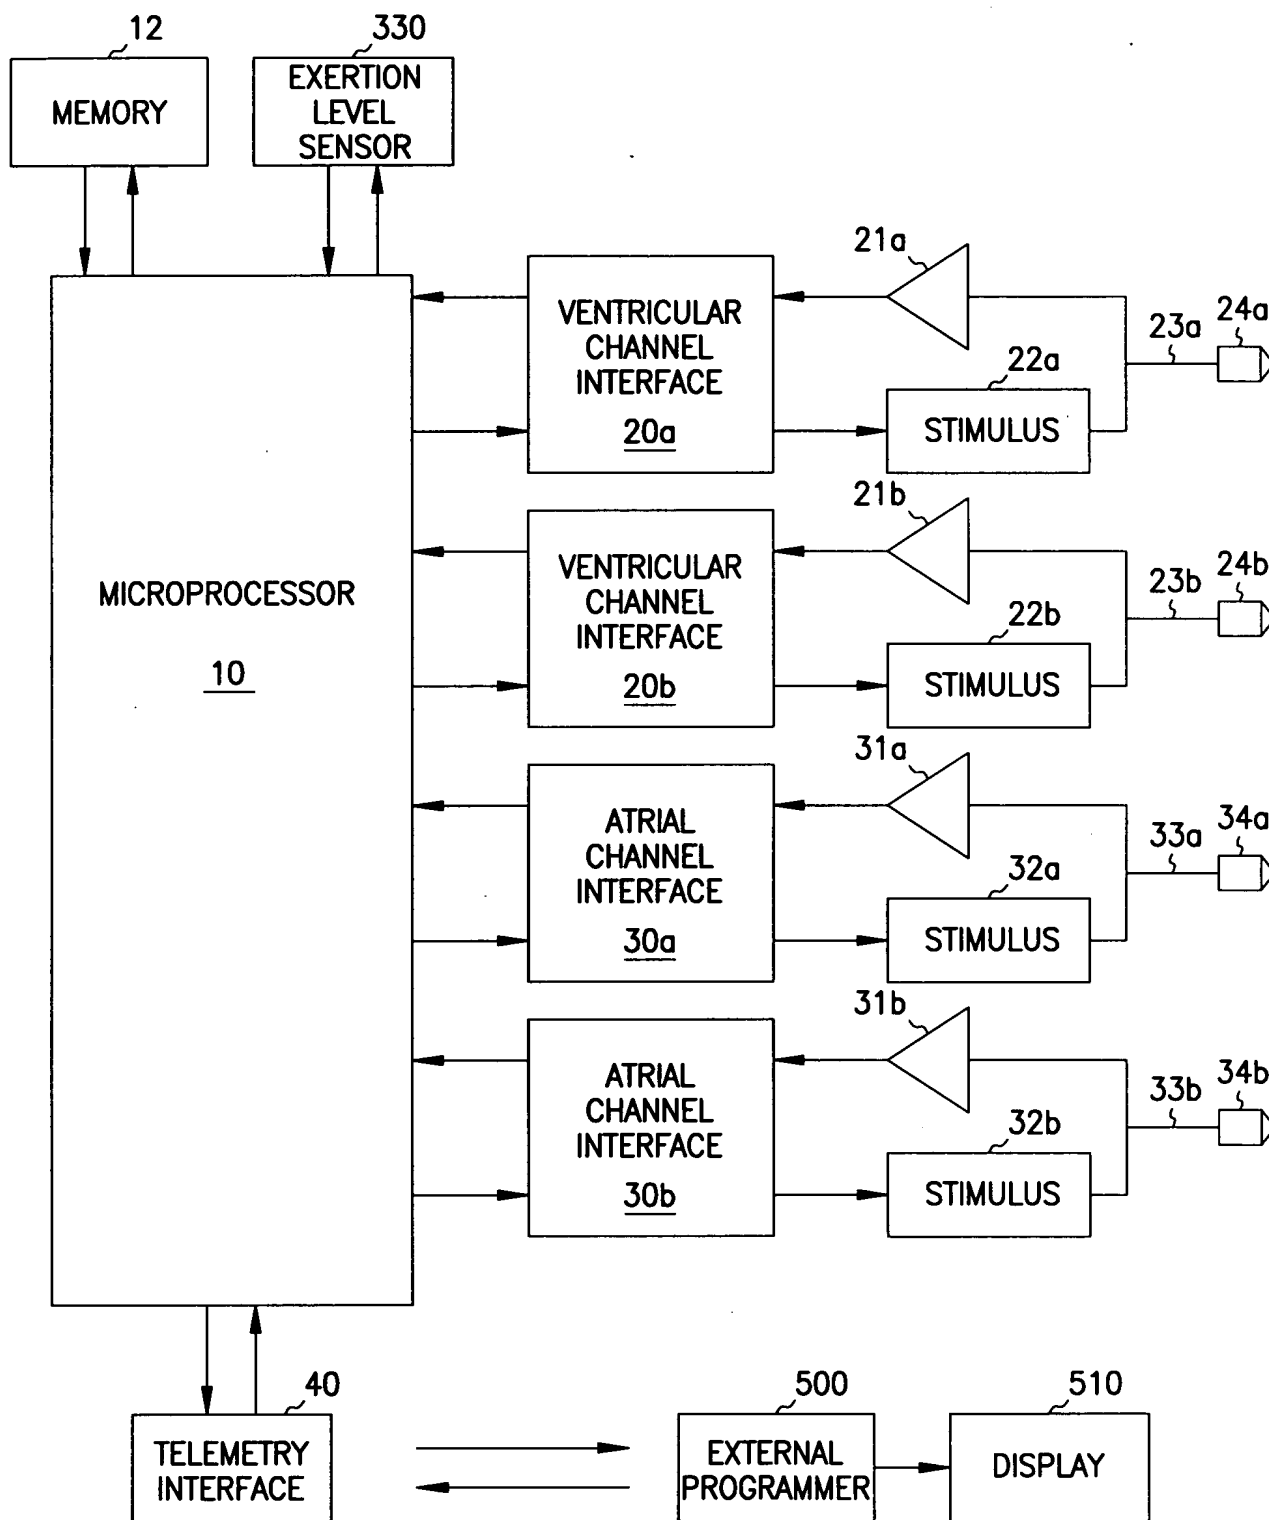 12
330
MEMORY
EXERTION
LEVEL
SENSOR
MICROPROCESSOR
10
VENTRICULAR
CHANNEL
INTERFACE
20a
21a
22a
STIMULUS
23a
24a
VENTRICULAR
CHANNEL
INTERFACE
20b
21b
22b
STIMULUS
23b
24b
ATRIAL
CHANNEL
INTERFACE
30a
31a
32a
STIMULUS
33a
34a
ATRIAL
CHANNEL
INTERFACE
30b
31b
32b
STIMULUS
33b
34b
40
TELEMETRY
INTERFACE
500
EXTERNAL
PROGRAMMER
510
DISPLAY